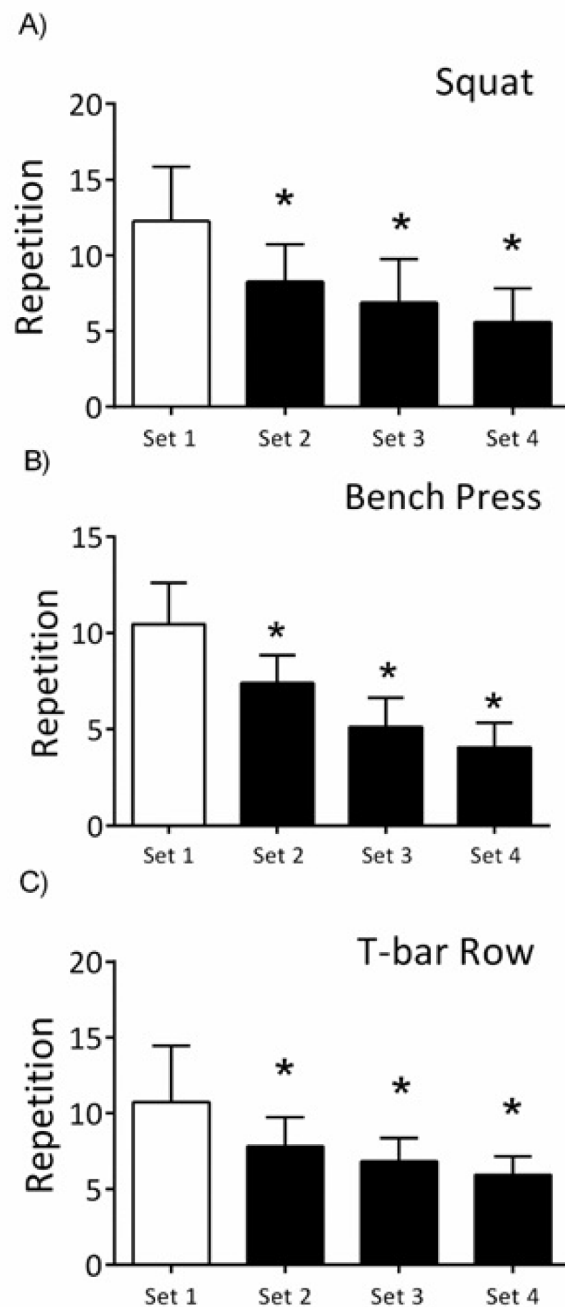 A)
Squat
20
15
10
5
0
Repetition
*
*
*
Set 1 Set 2 Set 3 Set 4
B)
Bench Press
15
10
5
0
Repetition
*
*
*
Set 1 Set 2 Set 3 Set 4
C)
T-bar Row
20
15
10
5
0
Repetition
*
*
*
Set 1 Set 2 Set 3 Set 4